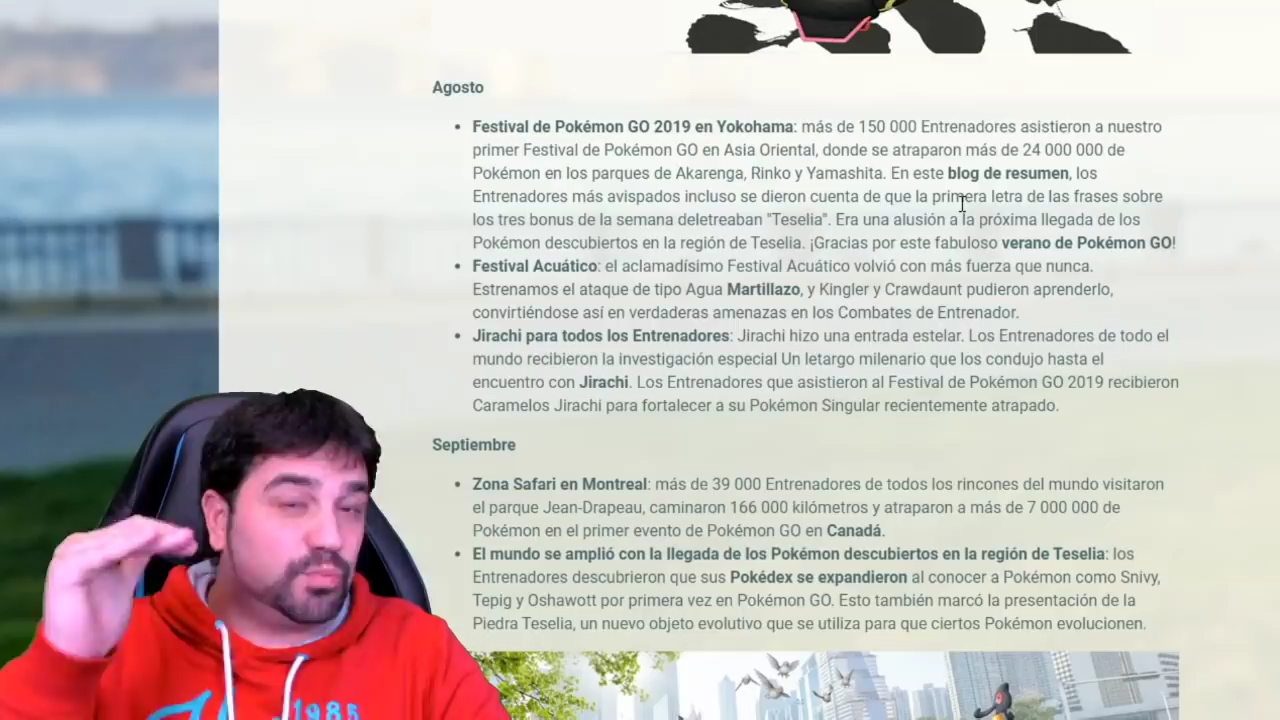 Agosto
Festival de Pokémon GO 2019 en Yokohama: más de 150 000 Entrenadores asistieron a nuestro
primer Festival de Pokémon GO en Asia Oriental, donde se atraparon más de 24 000 000 de
Pokémon en los parques de Akarenga, Rinko y Yamashita. En este blog de resumen, los
Entrenadores más avispados incluso se dieron cuenta de que la primera letra de las frases sobre
los tres bonus de la semana deletreaban "Teselia". Era una alusión a la próxima llegada de los
Pokémon descubiertos en la región de Teselia. ¡Gracias por este fabuloso verano de Pokémon GO!
Festival Acuático: el aclamadísimo Festival Acuático volvió con más fuerza que nunca.
Estrenamos el ataque de tipo Agua Martillazo, y Kingler y Crawdaunt pudieron aprenderlo,
convirtiéndose así en verdaderas amenazas en los Combates de Entrenador.
Jirachi para todos los Entrenadores: Jirachi hizo una entrada estelar. Los Entrenadores de todo el
mundo recibieron la investigación especial Un letargo milenario que los condujo hasta el
encuentro con Jirachi. Los Entrenadores que asistieron al Festival de Pokémon GO 2019 recibieron
Caramelos Jirachi para fortalecer a su Pokémon Singular recientemente atrapado.
Septiembre
Zona Safari en Montreal: más de 39 000 Entrenadores de todos los rincones del mundo visitaron
el parque Jean-Drapeau, caminaron 166 000 kilómetros y atraparon a más de 7 000 000 de
Pokémon en el primer evento de Pokémon GO en Canadá.
El mundo se amplió con la llegada de los Pokémon descubiertos en la región de Teselia: los
Entrenadores descubrieron que sus Pokédex se expandieron al conocer a Pokémon como Snivy,
Tepig y Oshawott por primera vez en Pokémon GO. Esto también marcó la presentación de la
Piedra Teselia, un nuevo objeto evolutivo que se utiliza para que ciertos Pokémon evolucionen.
1985